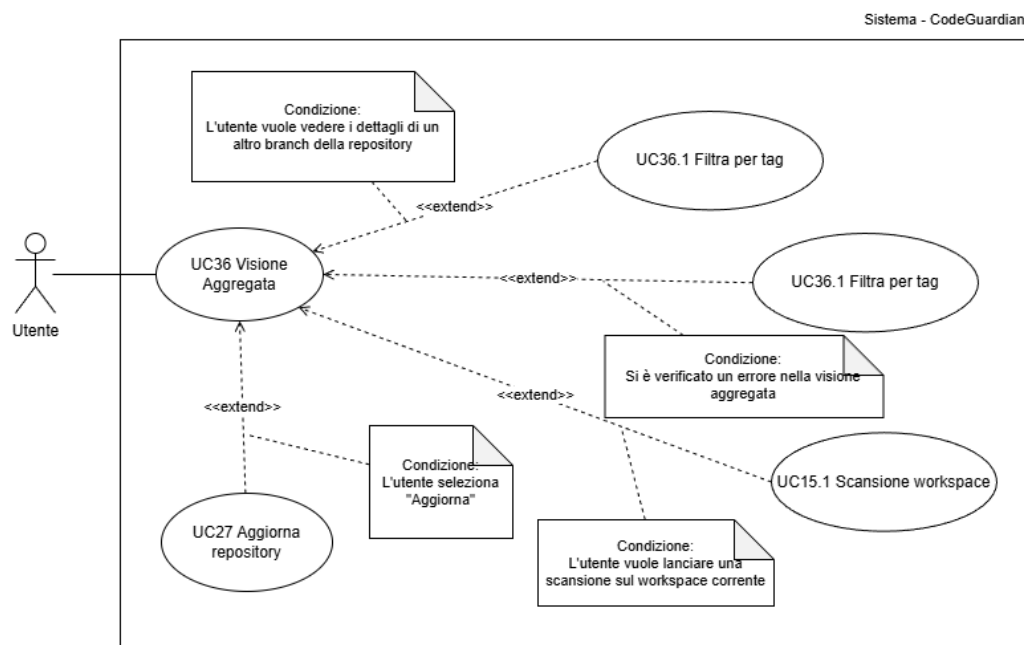 Sistema - CodeGuardian
Condizione:
L'utente vuole vedere i dettagli di un
altro branch della repository
UC36.1 Filtra per tag
<<extend>>
UC36 Visione
Aggregata
<<extend>>
UC36.1 Filtra per tag
Utente
Condizione:
Si è verificato un errore nella visione
aggregata
<<extend>>
<<extend>>
Condizione:
L'utente seleziona
"Aggiorna"
UC15.1 Scansione workspace
UC27 Aggiorna
repository
Condizione:
L'utente vuole lanciare una
scansione sul workspace corrente